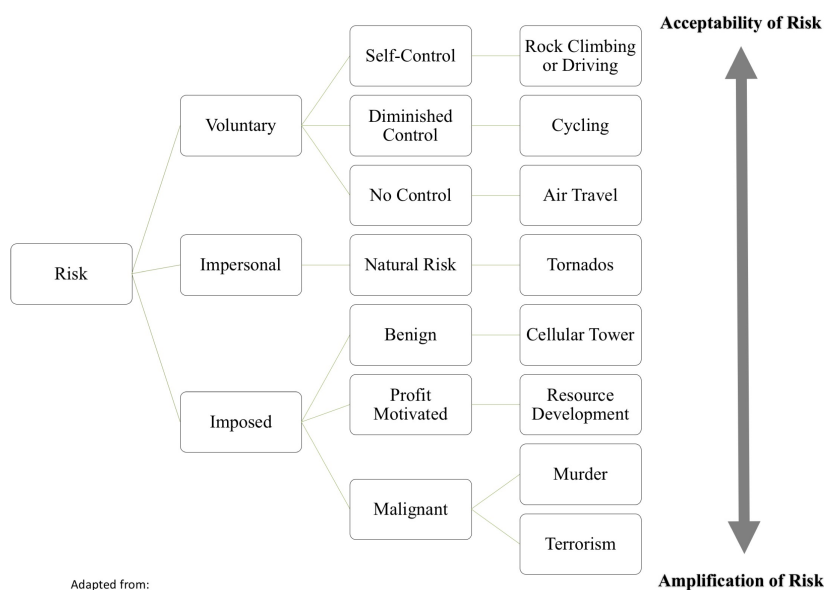 Acceptability of Risk
Self-Control
Rock Climbing
or Driving
Voluntary
Diminished
Control
Cycling
No Control
Air Travel
Risk
Impersonal
Natural Risk
Tornados
Benign
Cellular Tower
Imposed
Profit
Motivated
Resource
Development
Malignant
Murder
Terrorism
Adapted from:
Amplification of Risk